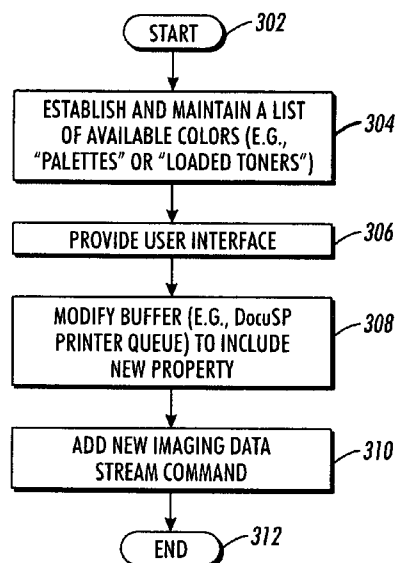 START
302
ESTABLISH AND MAINTAIN A LIST
OF AVAILABLE COLORS (E.G.,
"PALETTES" OR "LOADED TONERS")
304
PROVIDE USER INTERFACE
306
MODIFY BUFFER (E.G., DocuSP
PRINTER QUEUE) TO INCLUDE
NEW PROPERTY
308
ADD NEW IMAGING DATA
STREAM COMMAND
310
END
312